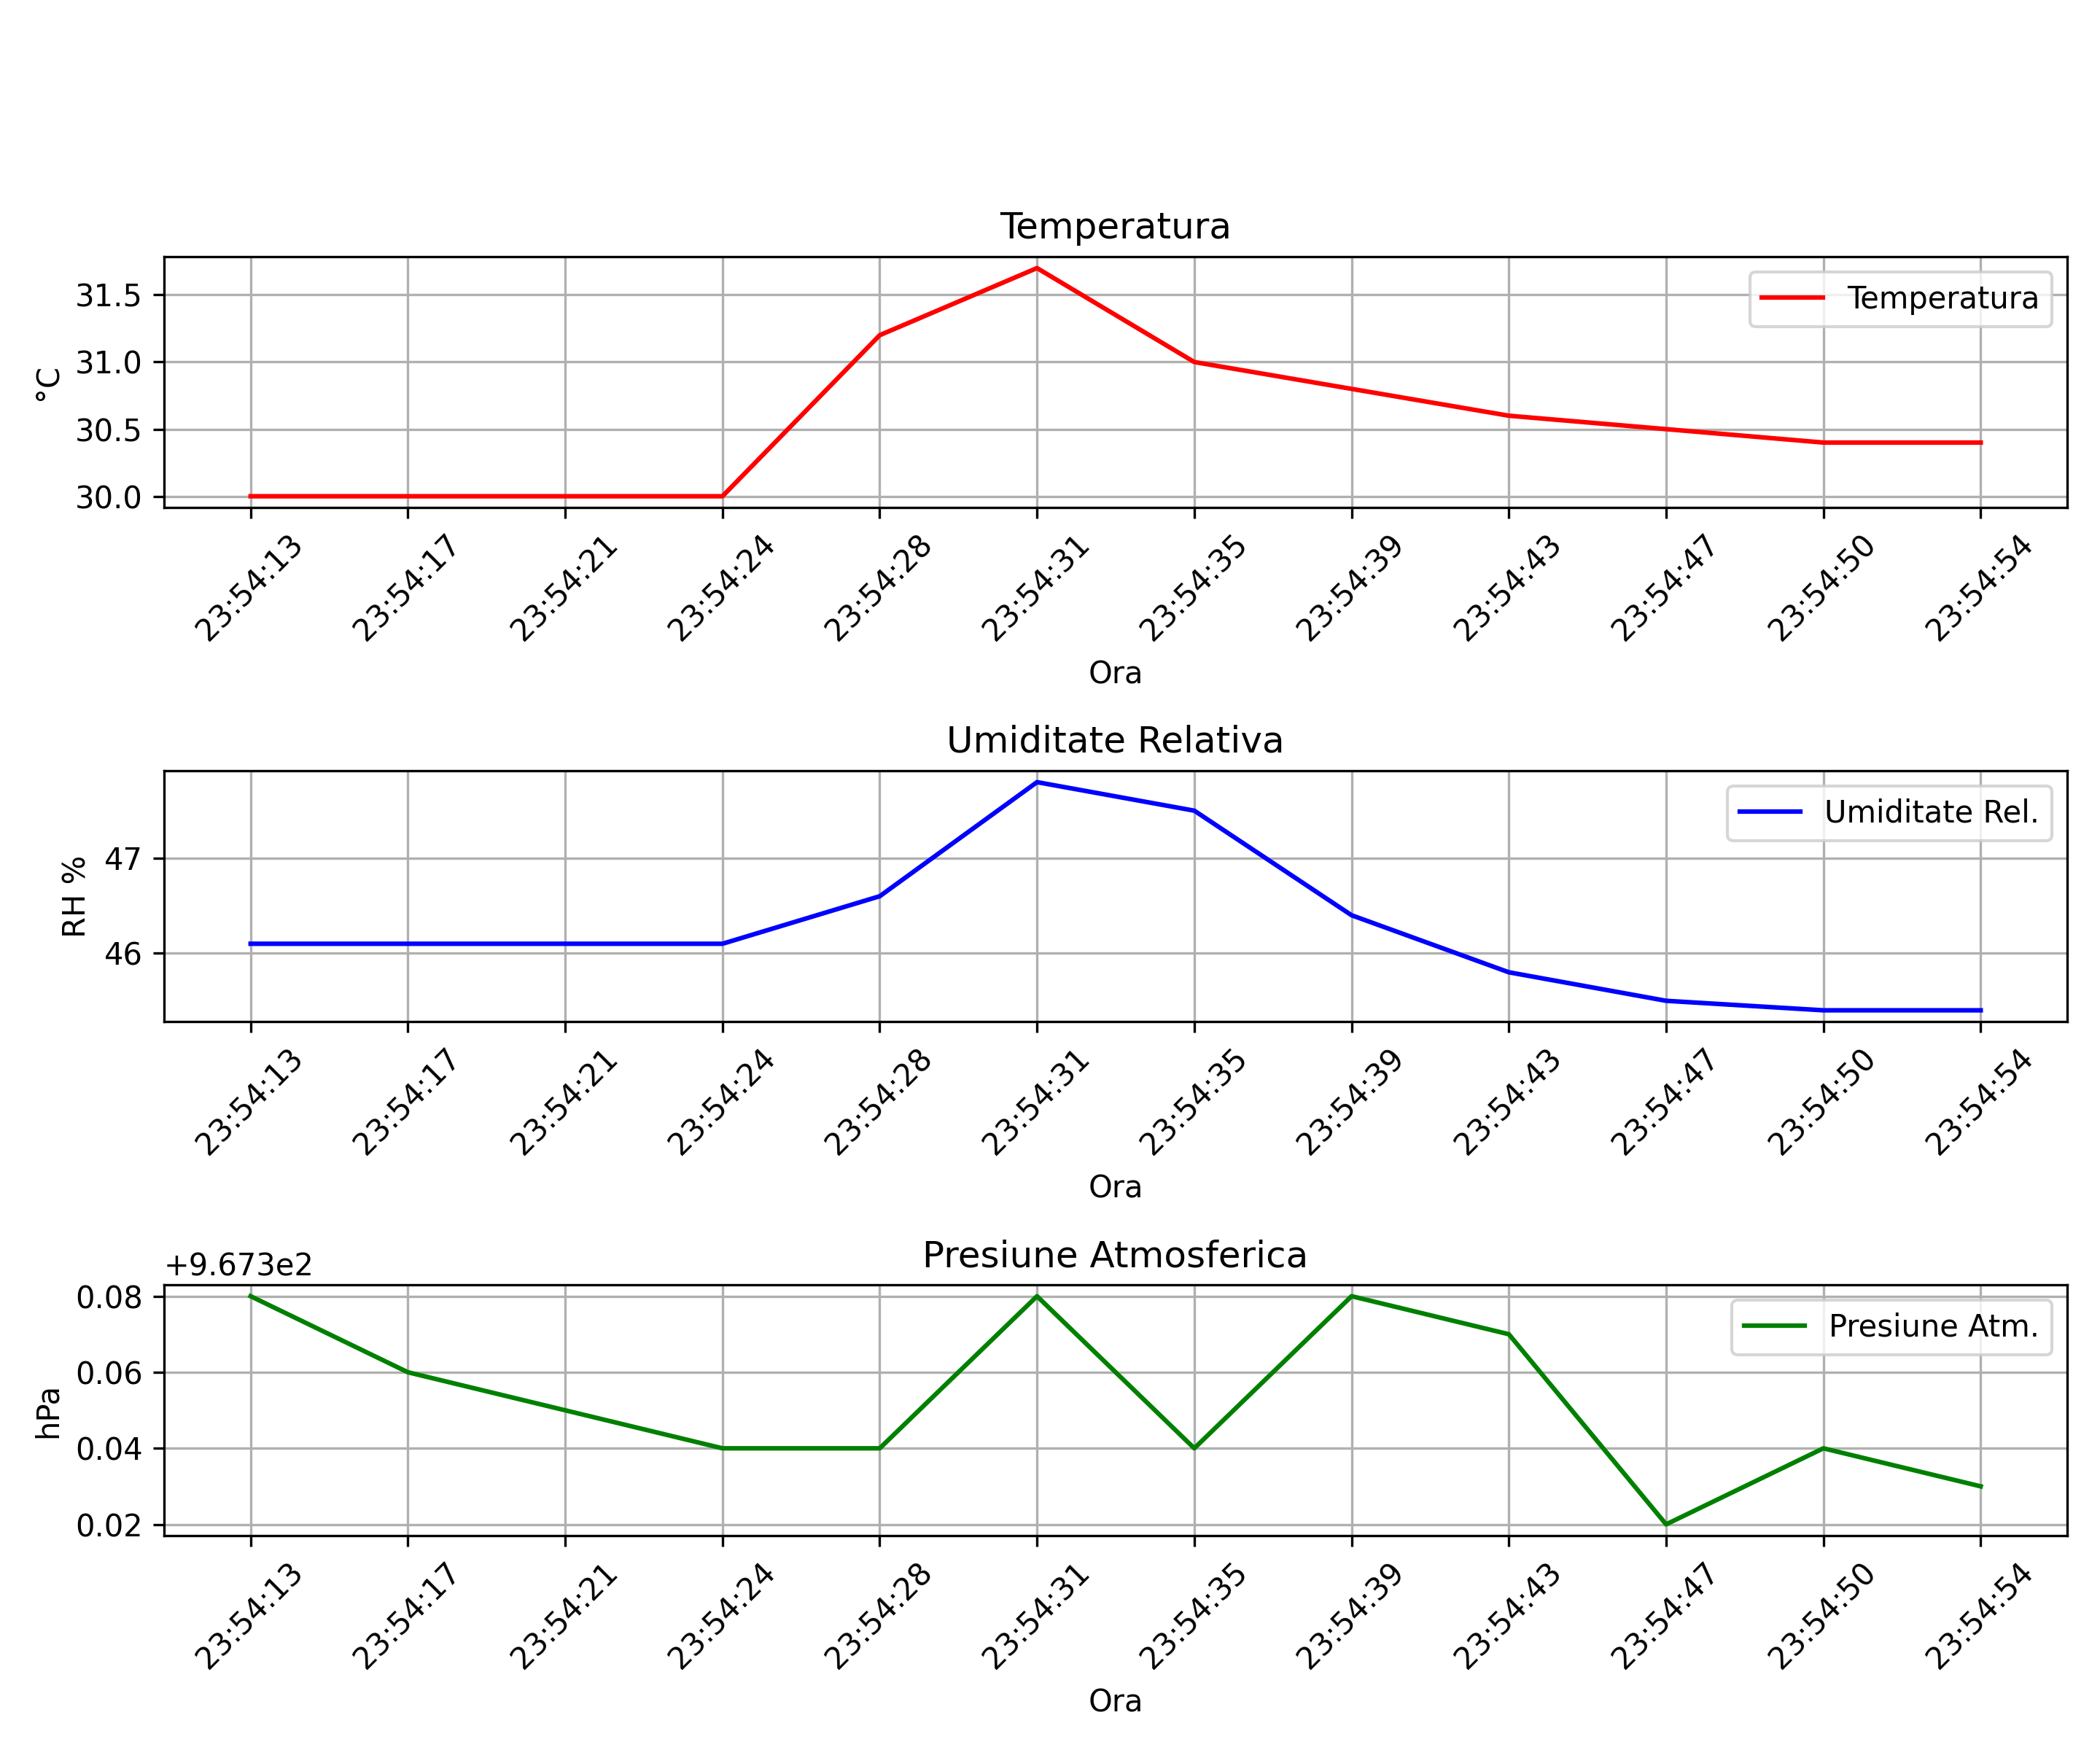 Temperatura
Temperatura
°C
31.5
31.0
30.5
30.0
23:54:13 23:54:17 23:54:21 23:54:24 23:54:28 23:54:31 23:54:35 23:54:39 23:54:43 23:54:47 23:54:50 23:54:54
Ora
Umiditate Relativa
Umiditate Rel.
RH %
47
46
23:54:13 23:54:17 23:54:21 23:54:24 23:54:28 23:54:31 23:54:35 23:54:39 23:54:43 23:54:47 23:54:50 23:54:54
Ora
Presiune Atmosferica
+9.673e2
Presiune Atm.
hPa
0.08
0.06
0.04
0.02
23:54:13 23:54:17 23:54:21 23:54:24 23:54:28 23:54:31 23:54:35 23:54:39 23:54:43 23:54:47 23:54:50 23:54:54
Ora